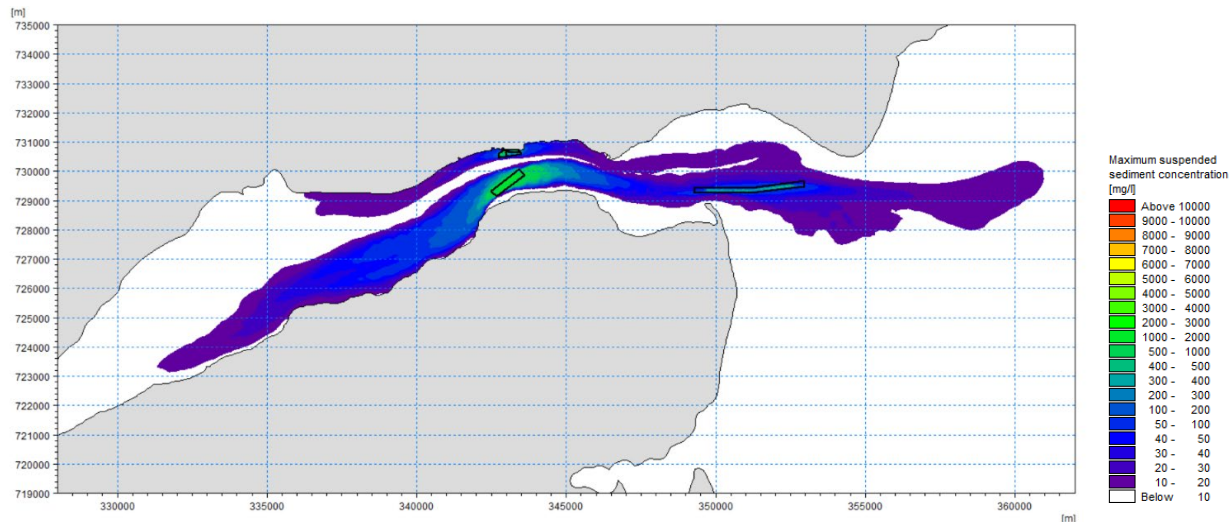 [m]
735000
734000
733000
732000
731000
730000
729000
728000
727000
726000
725000
724000
723000
722000
721000
720000
719000
330000 335000 340000 345000 350000 355000 360000
[m]
Maximum suspended
sediment concentration
[mg/l]
Above 10000
9000 - 10000
8000 - 9000
7000 - 8000
6000 - 7000
5000 - 6000
4000 - 5000
3000 - 4000
2000 - 3000
1000 - 2000
500 - 1000
400 - 500
300 - 400
200 - 300
100 - 200
50 - 100
40 - 50
30 - 40
20 - 30
10 - 20
Below 10